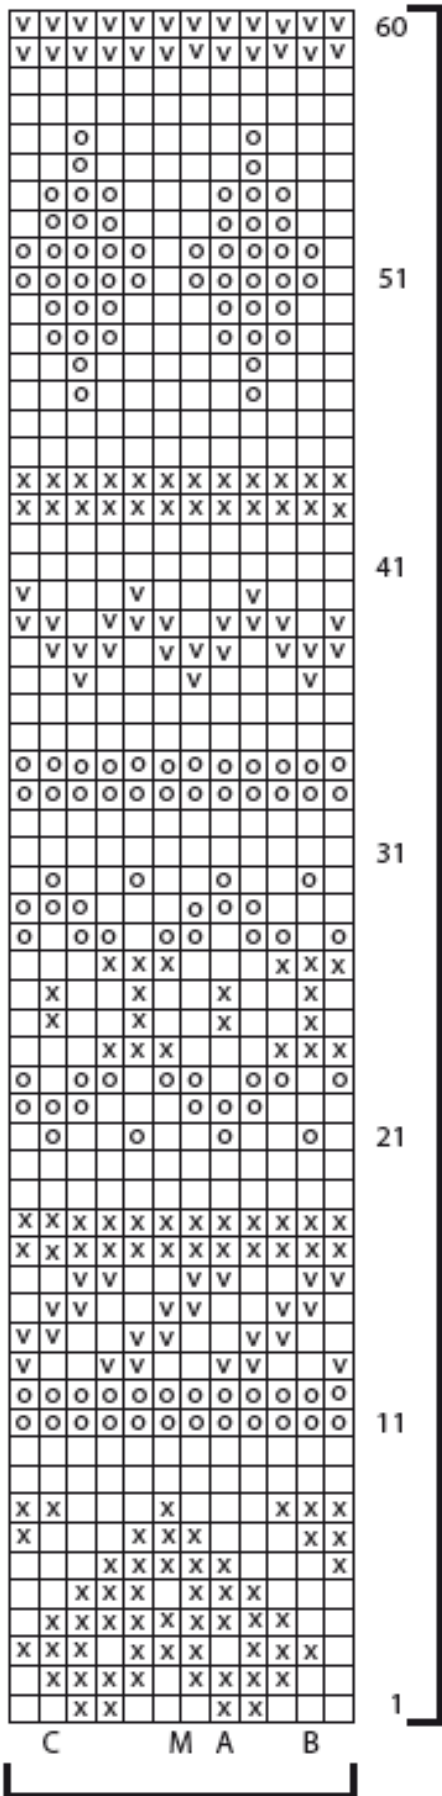 V V V V V V V V V V V V 60
V V V V V V V V V V V V
O O
O O
O O O O O O
O O O O O O
O O O O O O O O O O
O O O O O O O O O O 51
O O O O O O
O O O O O O
O O
O O
X X X X X X X X X X X X
X X X X X X X X X X X X
41
V V V
V V V V V V V V V
V V V V V V V V V
V V V
O O O O O O O O O O O O
O O O O O O O O O O O O
31
O O O O
O O O O O O
O O O O O O O O
X X X X X X
X X X X
X X X X
X X X X X X
O O O O O O O O
O O O O O O
O O O O 21
X X X X X X X X X X X X
X X X X X X X X X X X X
V V V V V V
V V V V V V
V V V V V V
V V V V V V
O O O O O O O O O O O O
O O O O O O O O O O O O 11
X X X X X X
X X X X X X
X X X X X X
X X X X X X
X X X X X X X X X
X X X X X X X X X
X X X X X X X X
X X X X 1
C M A B